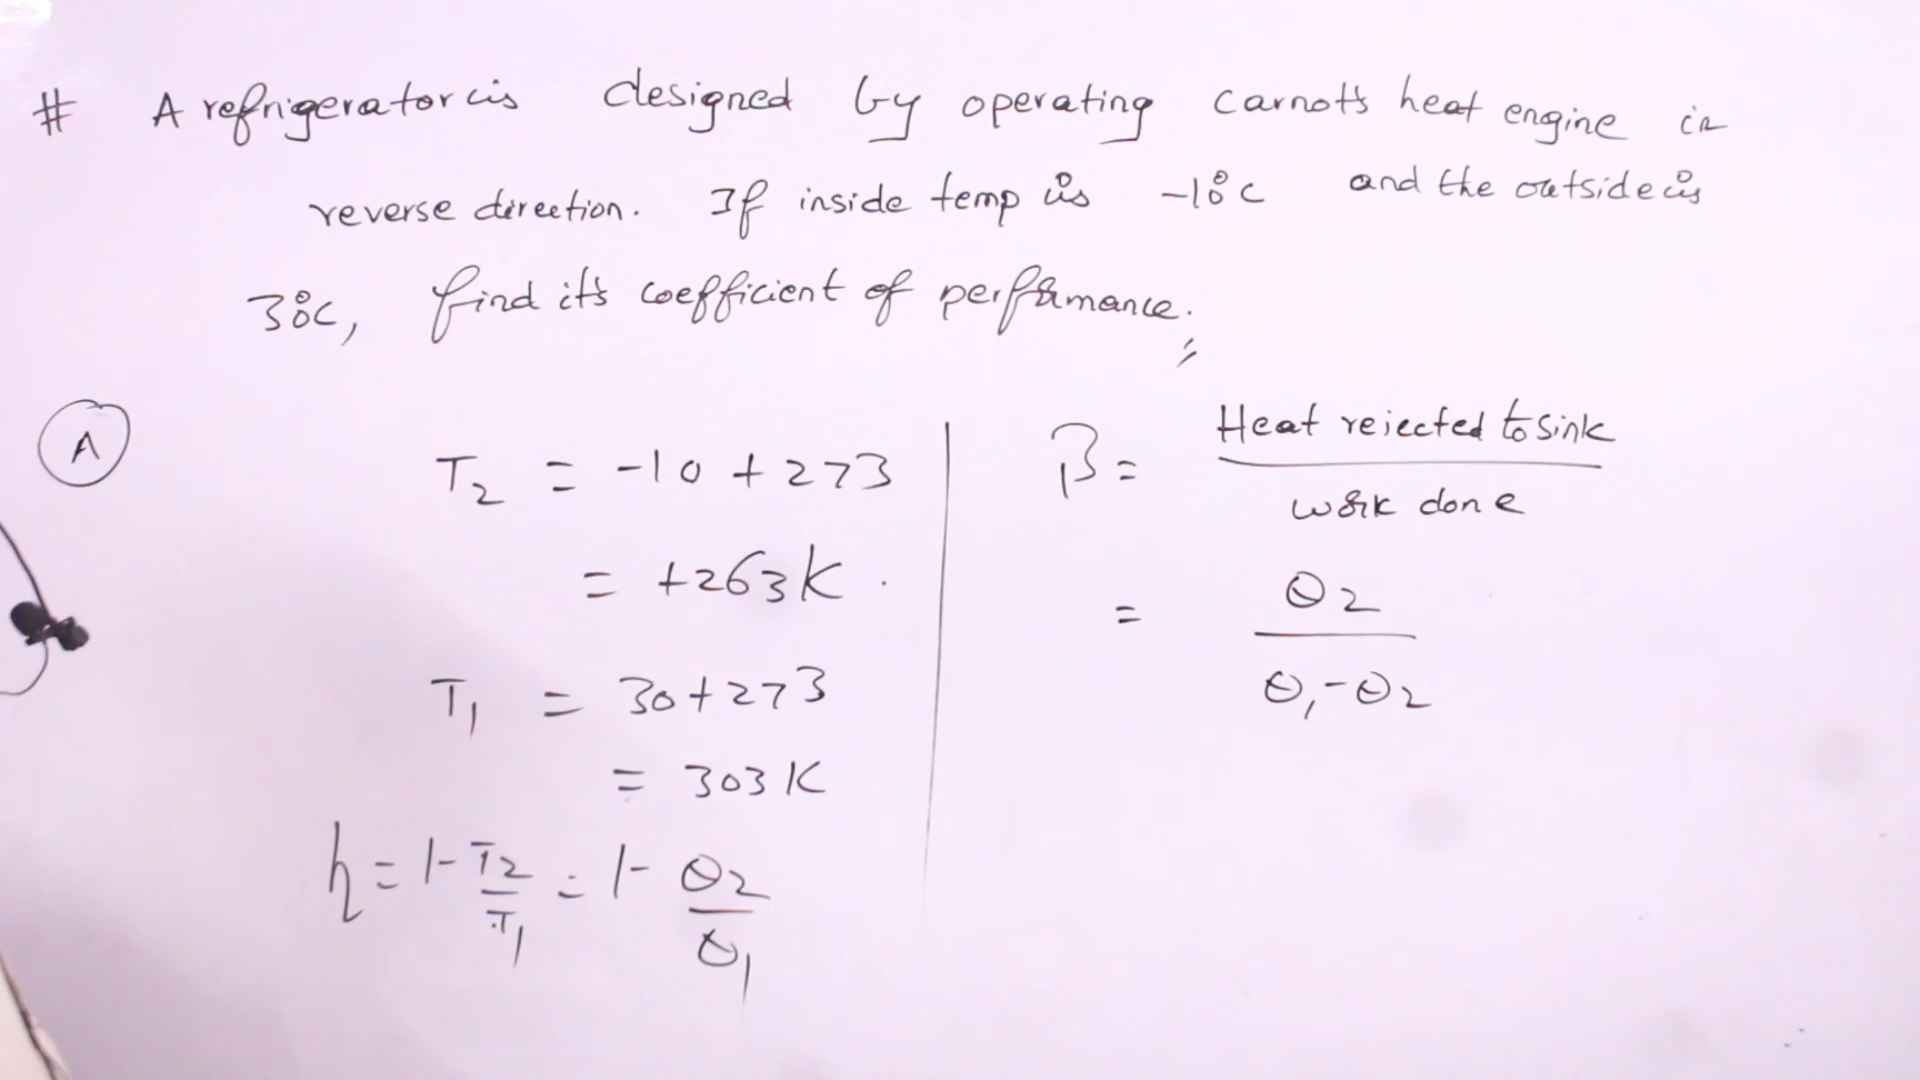 # A refrigerator is designed by operating carnot's heat engine in
reverse direction. If inside temp is -10°C and the outside is
30°C, find it's coefficient of performance.
A
T2 = -10 + 273
= +263K.
T1 = 30+273
= 303K
η = 1- T2/T1 = 1- Q2/Q1
β = Heat rejected to sink / work done
= Q2 / Q1-Q2